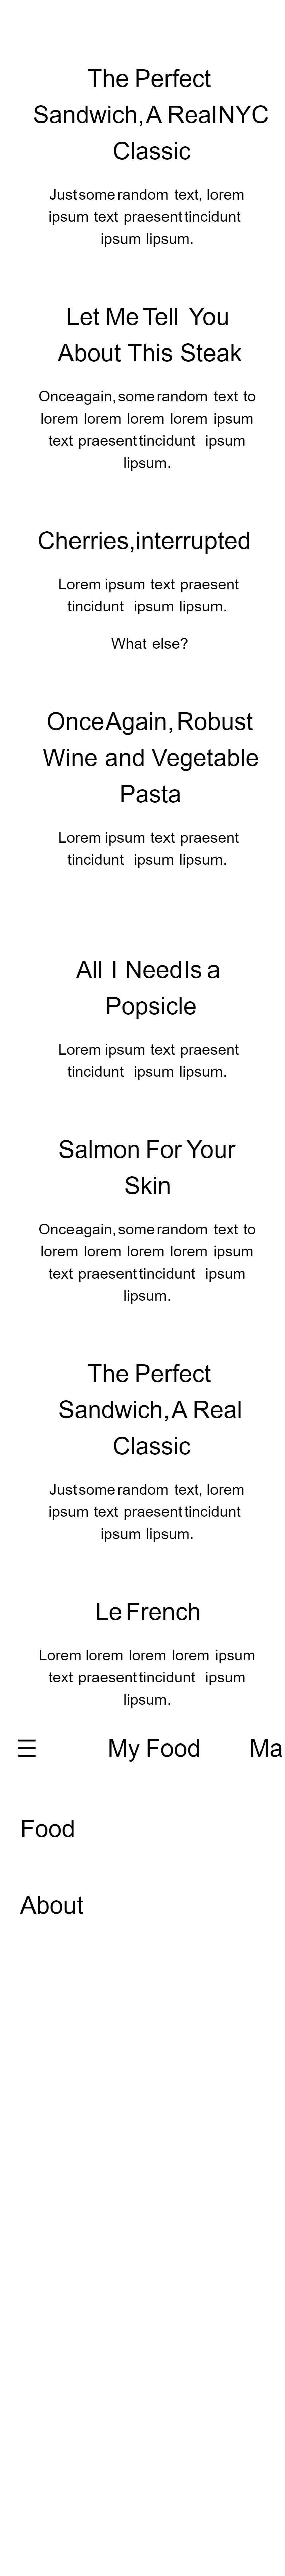 The Perfect
Sandwich, A Real NYC
Classic
Just some random text, lorem
ipsum text praesent tincidunt
ipsum lipsum.
Let Me Tell You
About This Steak
Once again, some random text to
lorem lorem lorem lorem ipsum
text praesent tincidunt ipsum
lipsum.
Cherries, interrupted
Lorem ipsum text praesent
tincidunt ipsum lipsum.
What else?
Once Again, Robust
Wine and Vegetable
Pasta
Lorem ipsum text praesent
tincidunt ipsum lipsum.
All I Need Is a
Popsicle
Lorem ipsum text praesent
tincidunt ipsum lipsum.
Salmon For Your
Skin
Once again, some random text to
lorem lorem lorem lorem ipsum
text praesent tincidunt ipsum
lipsum.
The Perfect
Sandwich, A Real
Classic
Just some random text, lorem
ipsum text praesent tincidunt
ipsum lipsum.
Le French
Lorem lorem lorem lorem ipsum
text praesent tincidunt ipsum
lipsum.
☰ My Food Mai
Food
About